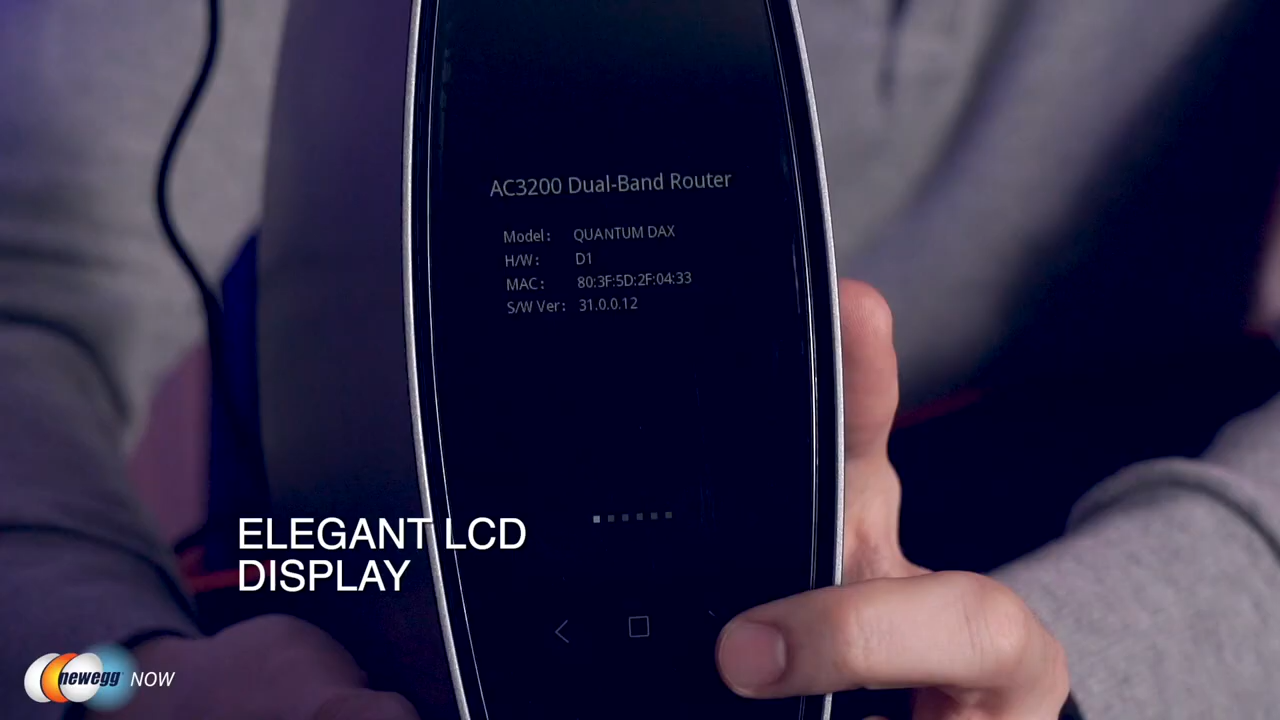 AC3200 Dual-Band Router
Model: QUANTUM DAX
H/W: D1
MAC: 80:3F:5D:2F:04:33
S/W Ver: 31.0.0.12
ELEGANT LCD
DISPLAY
newegg NOW